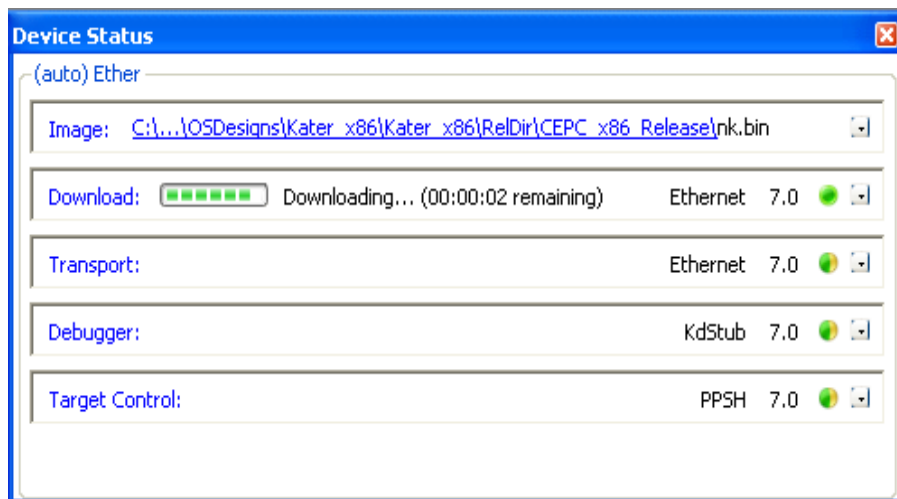 Device Status
(auto) Ether
Image: C:\...\OSDesigns\Kater_x86\Kater_x86\RelDir\CEPC_x86_Release\nk.bin
Download: Downloading... (00:00:02 remaining) Ethernet 7.0
Transport: Ethernet 7.0
Debugger: KdStub 7.0
Target Control: PPSH 7.0